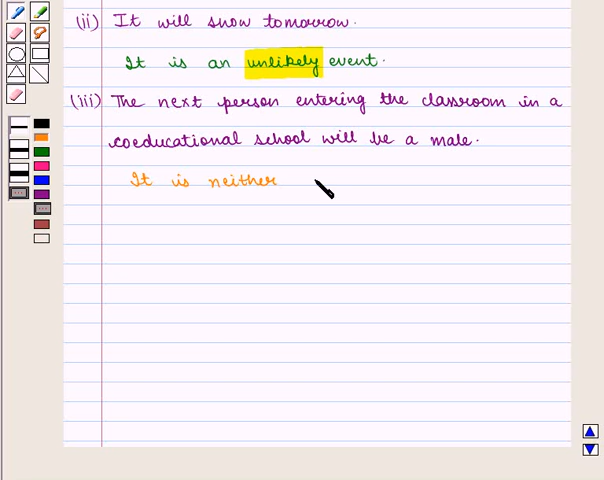 (ii) It will snow tomorrow.
It is an unlikely event.
(iii) The next person entering the classroom in a
coeducational school will be a male.
It is neither